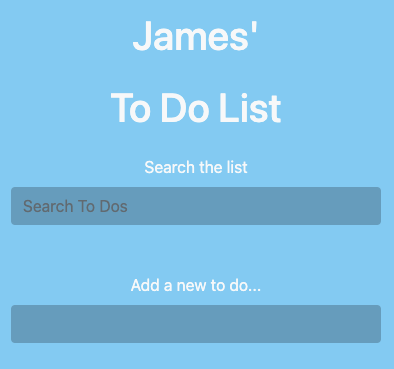 James'
To Do List
Search the list
Search To Dos
Add a new to do...